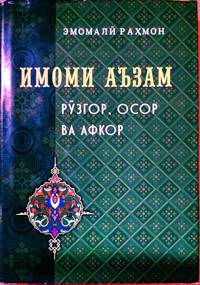 ЭМОМАЛӢ РАҲМОН
ИМОМИ АЪЗАМ
РӮЗГОР, ОСОР
ВА АФКОР